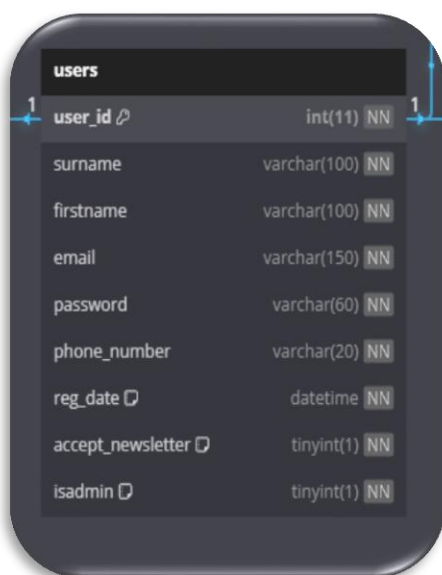 users
1 user_id int(11) NN 1
surname varchar(100) NN
firstname varchar(100) NN
email varchar(150) NN
password varchar(60) NN
phone_number varchar(20) NN
reg_date datetime NN
accept_newsletter tinyint(1) NN
isadmin tinyint(1) NN